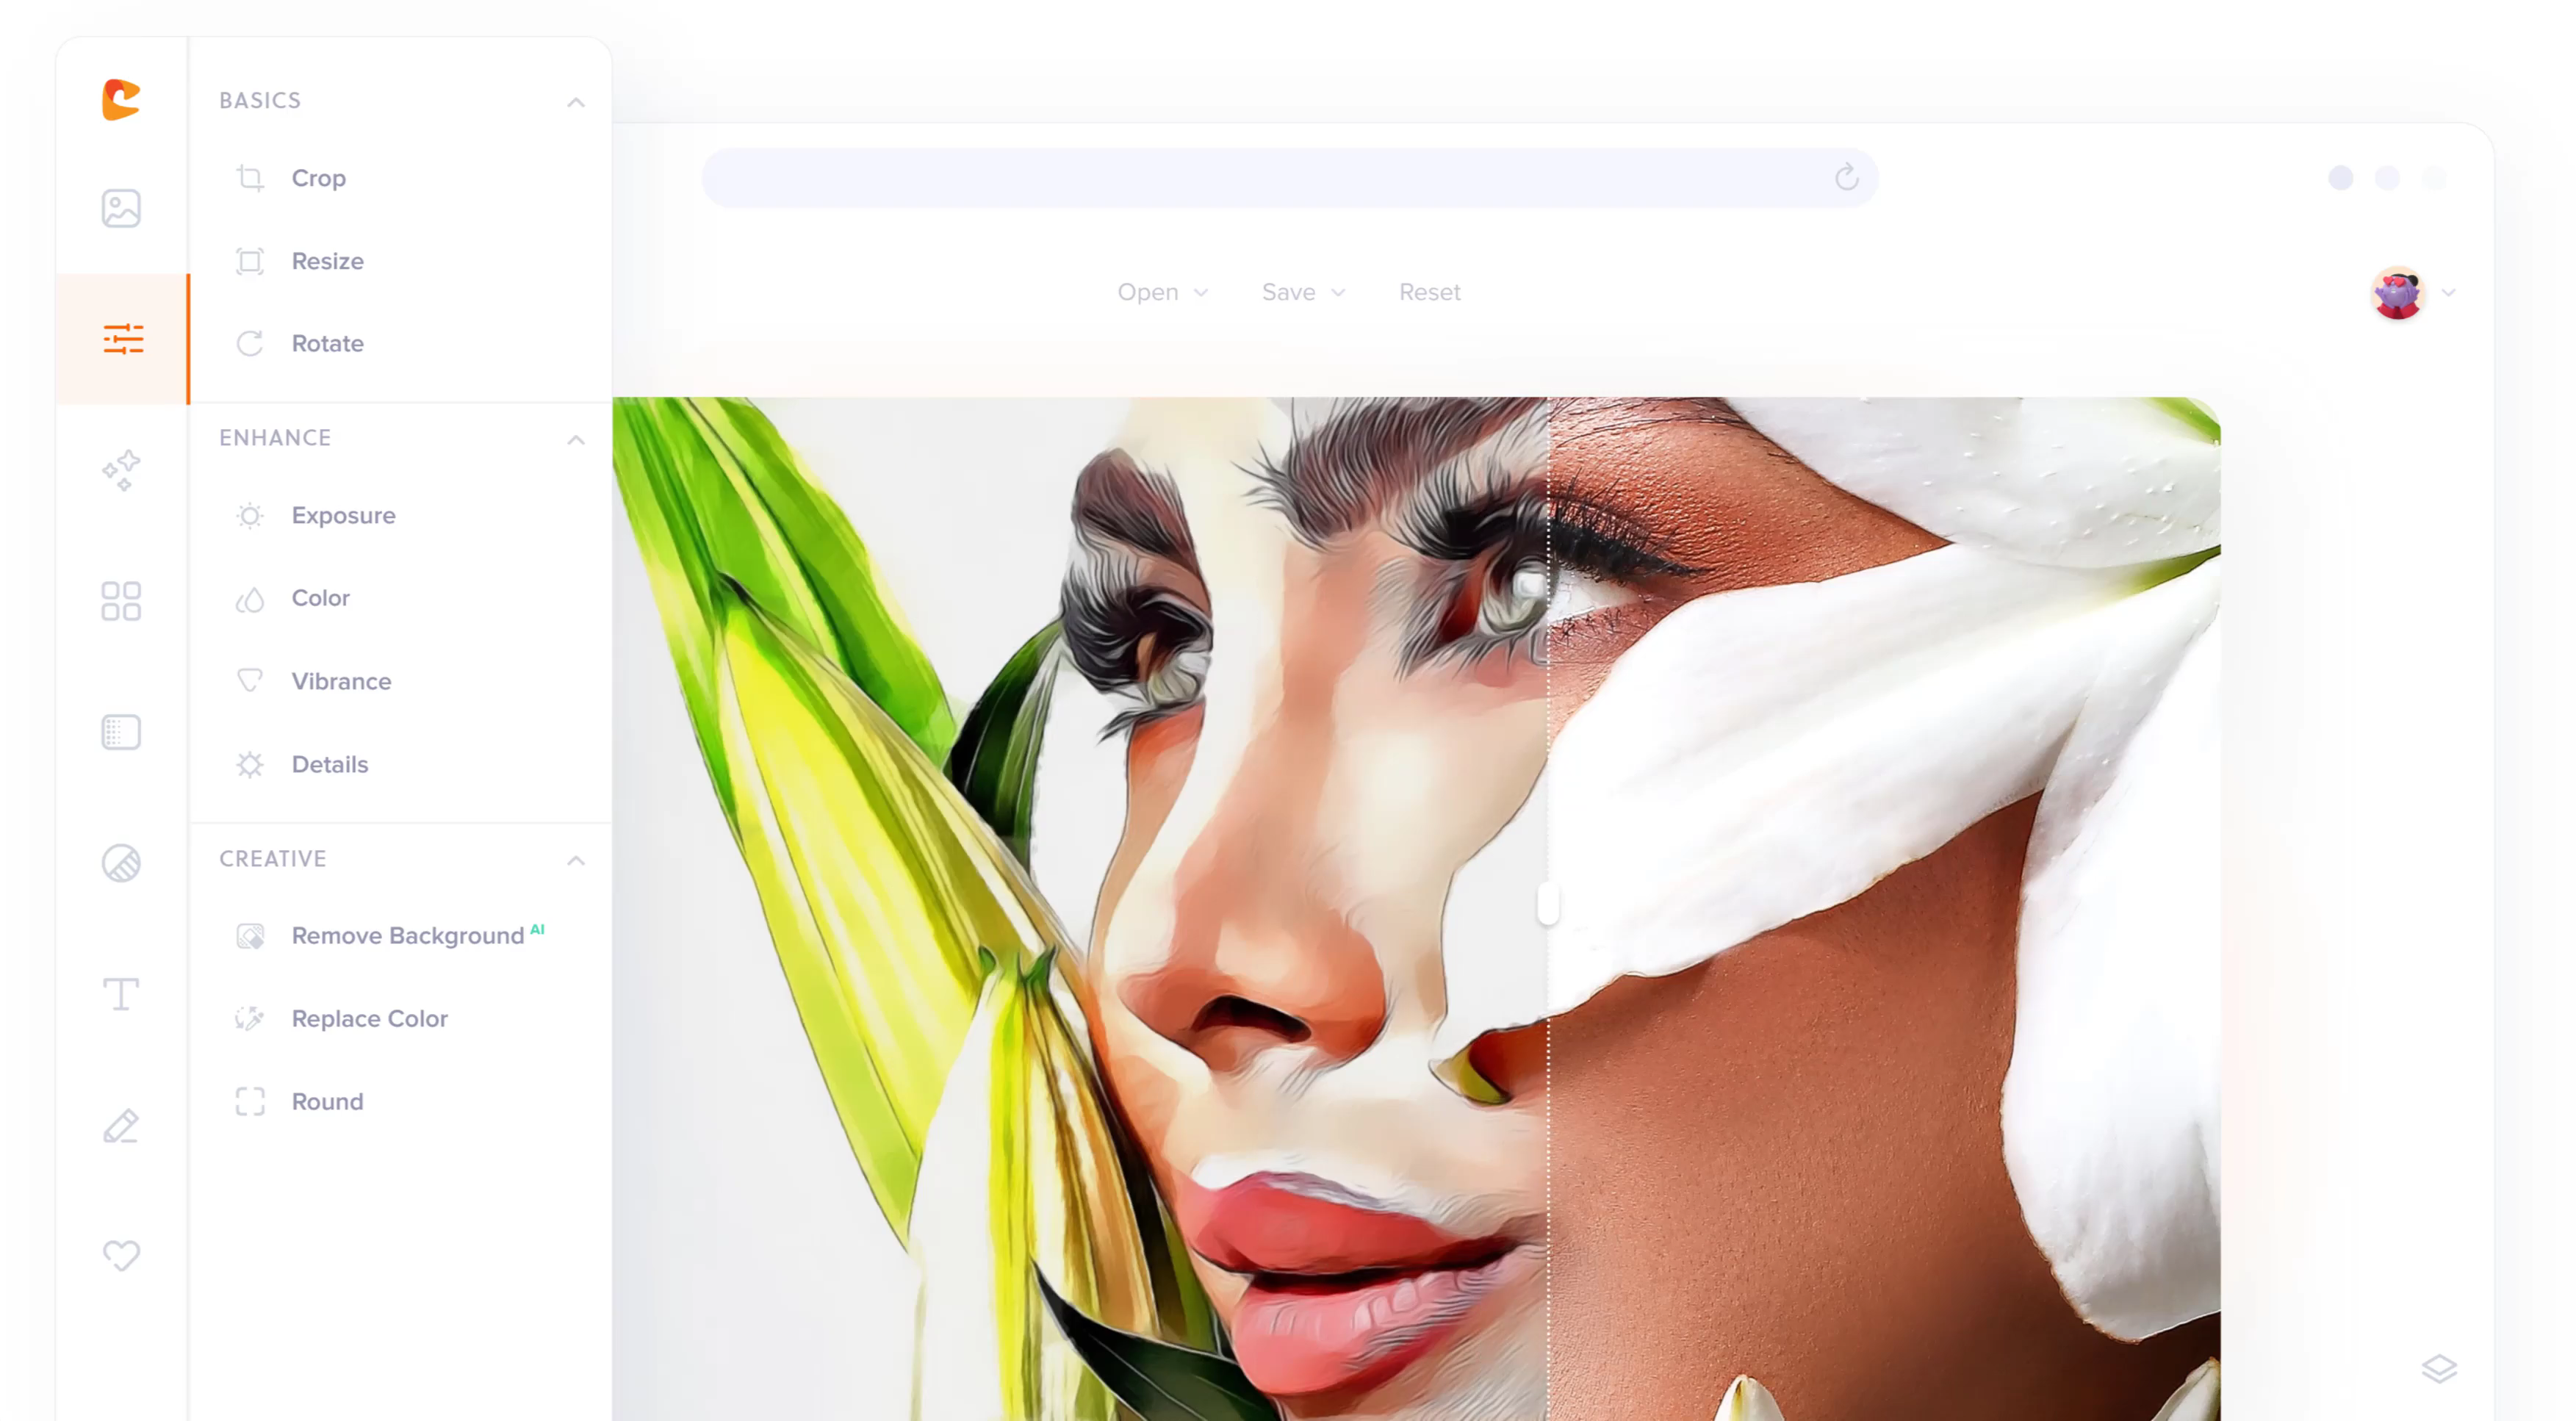 BASICS
Crop
Resize
Rotate
ENHANCE
Exposure
Color
Vibrance
Details
CREATIVE
Remove Background AI
Replace Color
Round
Open
Save
Reset